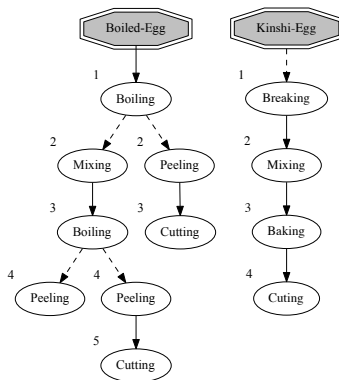 Boiled-Egg
1
Boiling
2
Mixing
2
Peeling
3
Boiling
3
Cutting
4
Peeling
4
Peeling
5
Cutting
Kinshi-Egg
1
Breaking
2
Mixing
3
Baking
4
Cuting